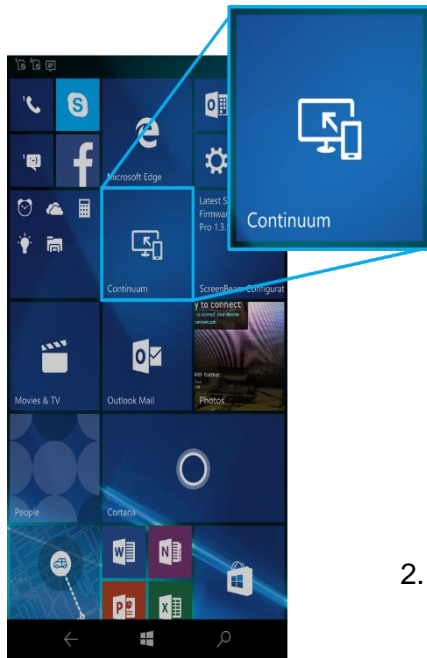 Microsoft Edge
Continuum
Latest S
Firmwar
Pro 1.3.
Continuum
ScreenBeam Configurat
y to connect
Movies & TV
Outlook Mail
Photos
People
Cortana
2.